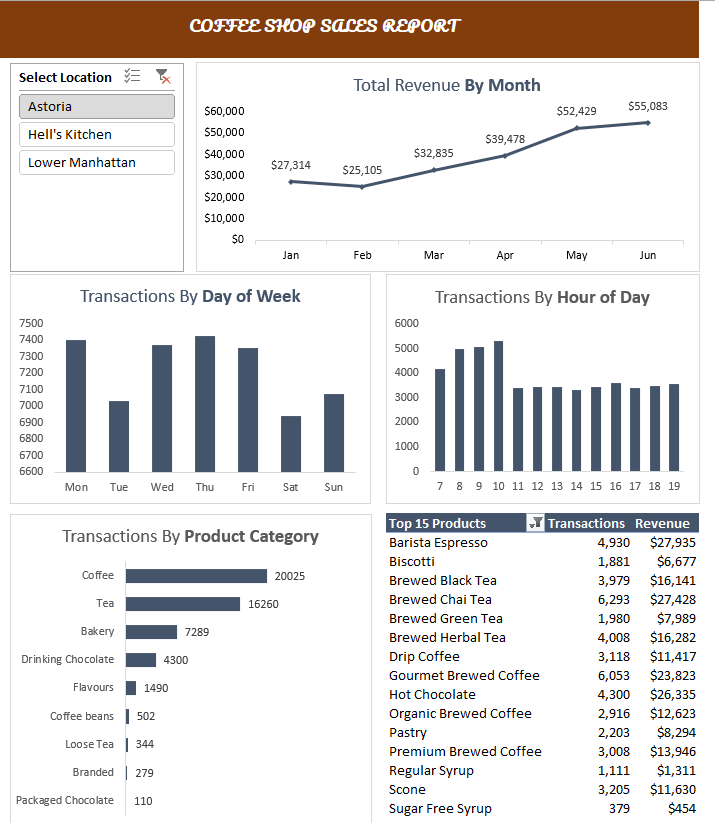 COFFEE SHOP SALES REPORT
Select Location
Astoria
Hell's Kitchen
Lower Manhattan
Total Revenue By Month
$60,000
$50,000
$40,000
$30,000
$20,000
$10,000
$0
$27,314
$25,105
$32,835
$39,478
$52,429
$55,083
Jan Feb Mar Apr May Jun
Transactions By Day of Week
7500
7400
7300
7200
7100
7000
6900
6800
6700
6600
Mon Tue Wed Thu Fri Sat Sun
Transactions By Hour of Day
6000
5000
4000
3000
2000
1000
0
7 8 9 10 11 12 13 14 15 16 17 18 19
Transactions By Product Category
Coffee 20025
Tea 16260
Bakery 7289
Drinking Chocolate 4300
Flavours 1490
Coffee beans 502
Loose Tea 344
Branded 279
Packaged Chocolate 110
Top 15 Products Transactions Revenue
Barista Espresso 4,930 $27,935
Biscotti 1,881 $6,677
Brewed Black Tea 3,979 $16,141
Brewed Chai Tea 6,293 $27,428
Brewed Green Tea 1,980 $7,989
Brewed Herbal Tea 4,008 $16,282
Drip Coffee 3,118 $11,417
Gourmet Brewed Coffee 6,053 $23,823
Hot Chocolate 4,300 $26,335
Organic Brewed Coffee 2,916 $12,623
Pastry 2,203 $8,294
Premium Brewed Coffee 3,008 $13,946
Regular Syrup 1,111 $1,311
Scone 3,205 $11,630
Sugar Free Syrup 379 $454